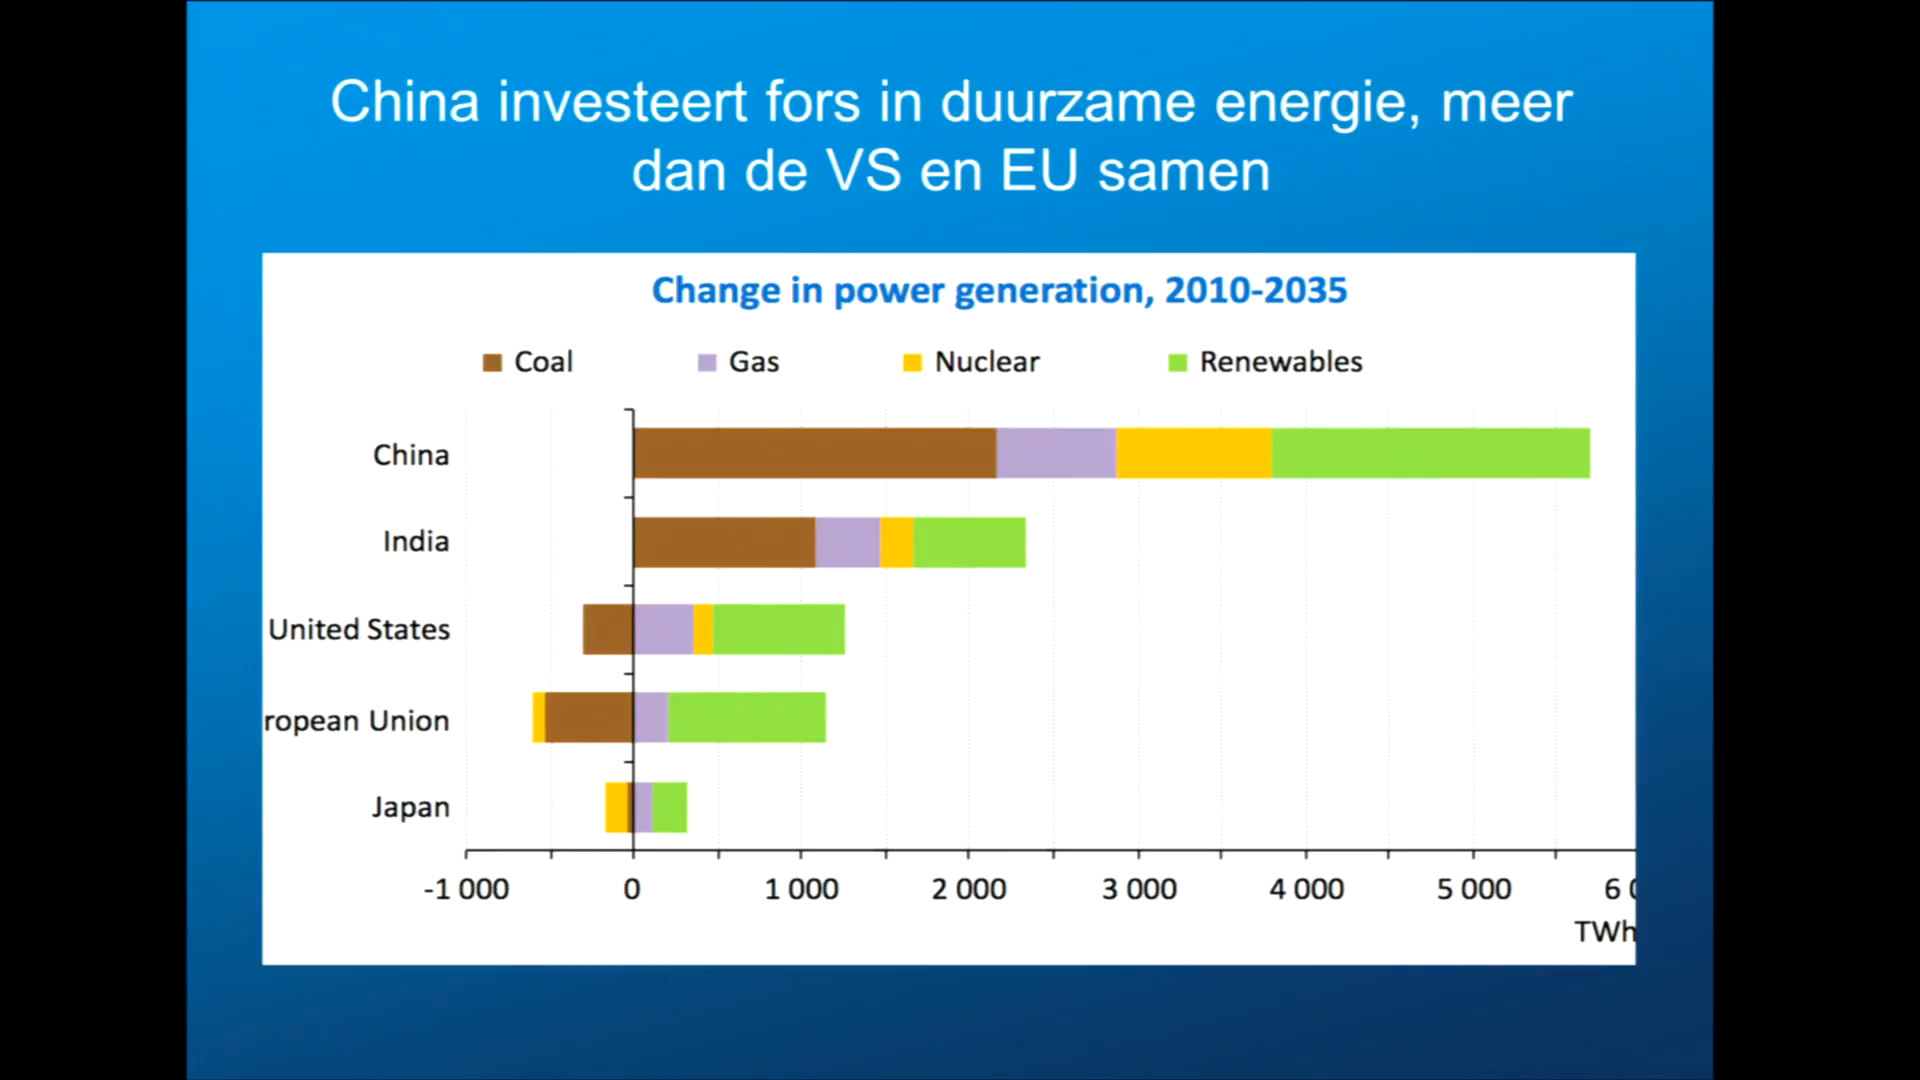 China investeert fors in duurzame energie, meer
dan de VS en EU samen
Change in power generation, 2010-2035
Coal Gas Nuclear Renewables
China
India
United States
ropean Union
Japan
-1 000 0 1 000 2 000 3 000 4 000 5 000 6 0
TWh